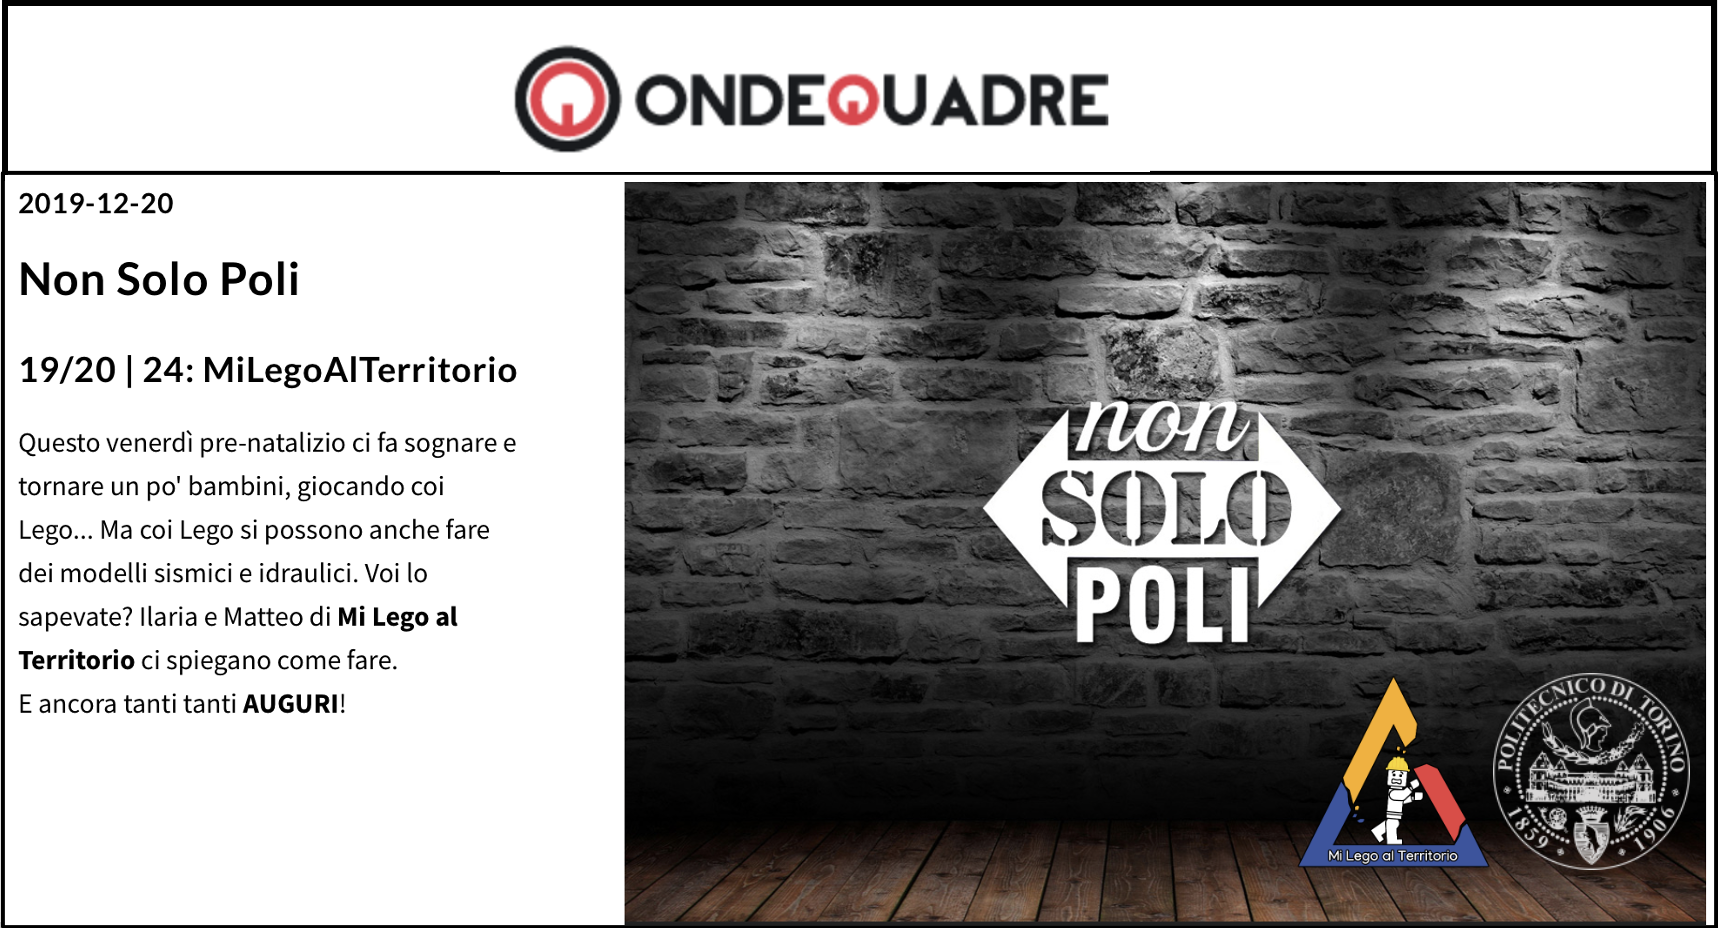 ONDEQUADRE
2019-12-20
Non Solo Poli
19/20 | 24: MiLegoAlTerritorio
Questo venerdì pre-natalizio ci fa sognare e
tornare un po' bambini, giocando coi
Lego... Ma coi Lego si possono anche fare
dei modelli sismici e idraulici. Voi lo
sapevate? Ilaria e Matteo di Mi Lego al
Territorio ci spiegano come fare.
E ancora tanti tanti AUGURI!
non
SOLO
POLI
Mi Lego al Territorio
POLITECNICO DI TORINO
1859 1906